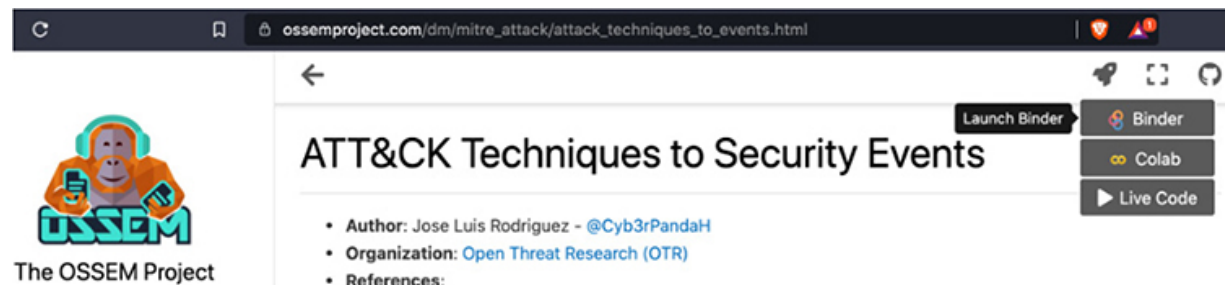 ossemproject.com/dm/mitre_attack/attack_techniques_to_events.html
1
Launch Binder
Binder
Colab
Live Code
ATT&CK Techniques to Security Events
OSSEM
The OSSEM Project
• Author: Jose Luis Rodriguez - @Cyb3rPandaH
• Organization: Open Threat Research (OTR)
• References: